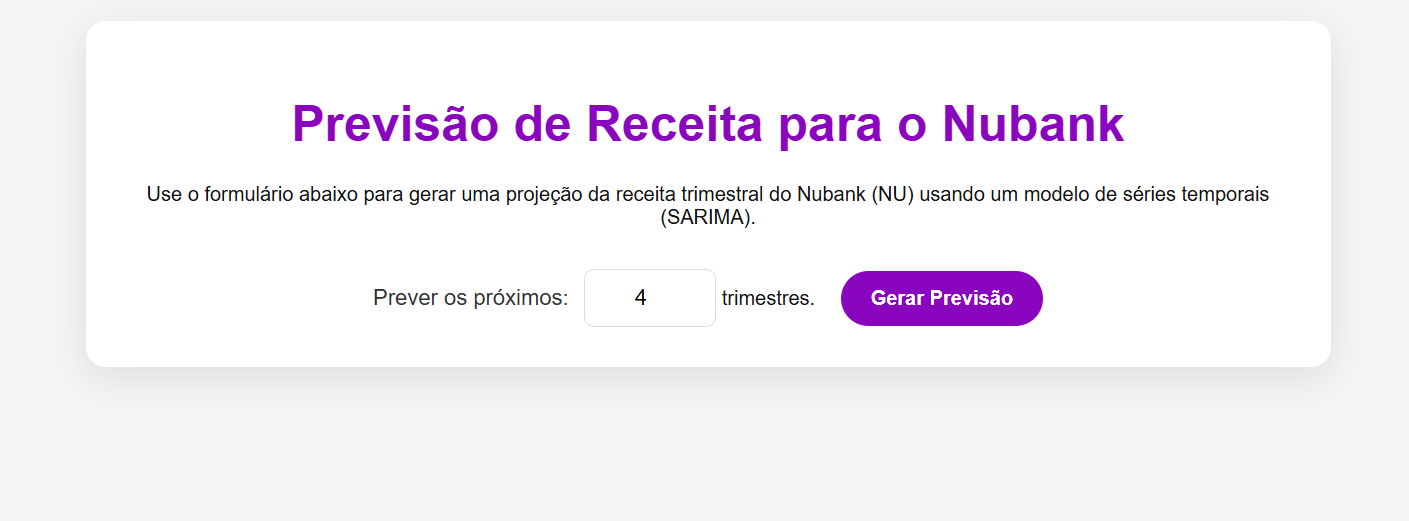 Previsão de Receita para o Nubank
Use o formulário abaixo para gerar uma projeção da receita trimestral do Nubank (NU) usando um modelo de séries temporais
(SARIMA).
Prever os próximos: 4 trimestres. Gerar Previsão